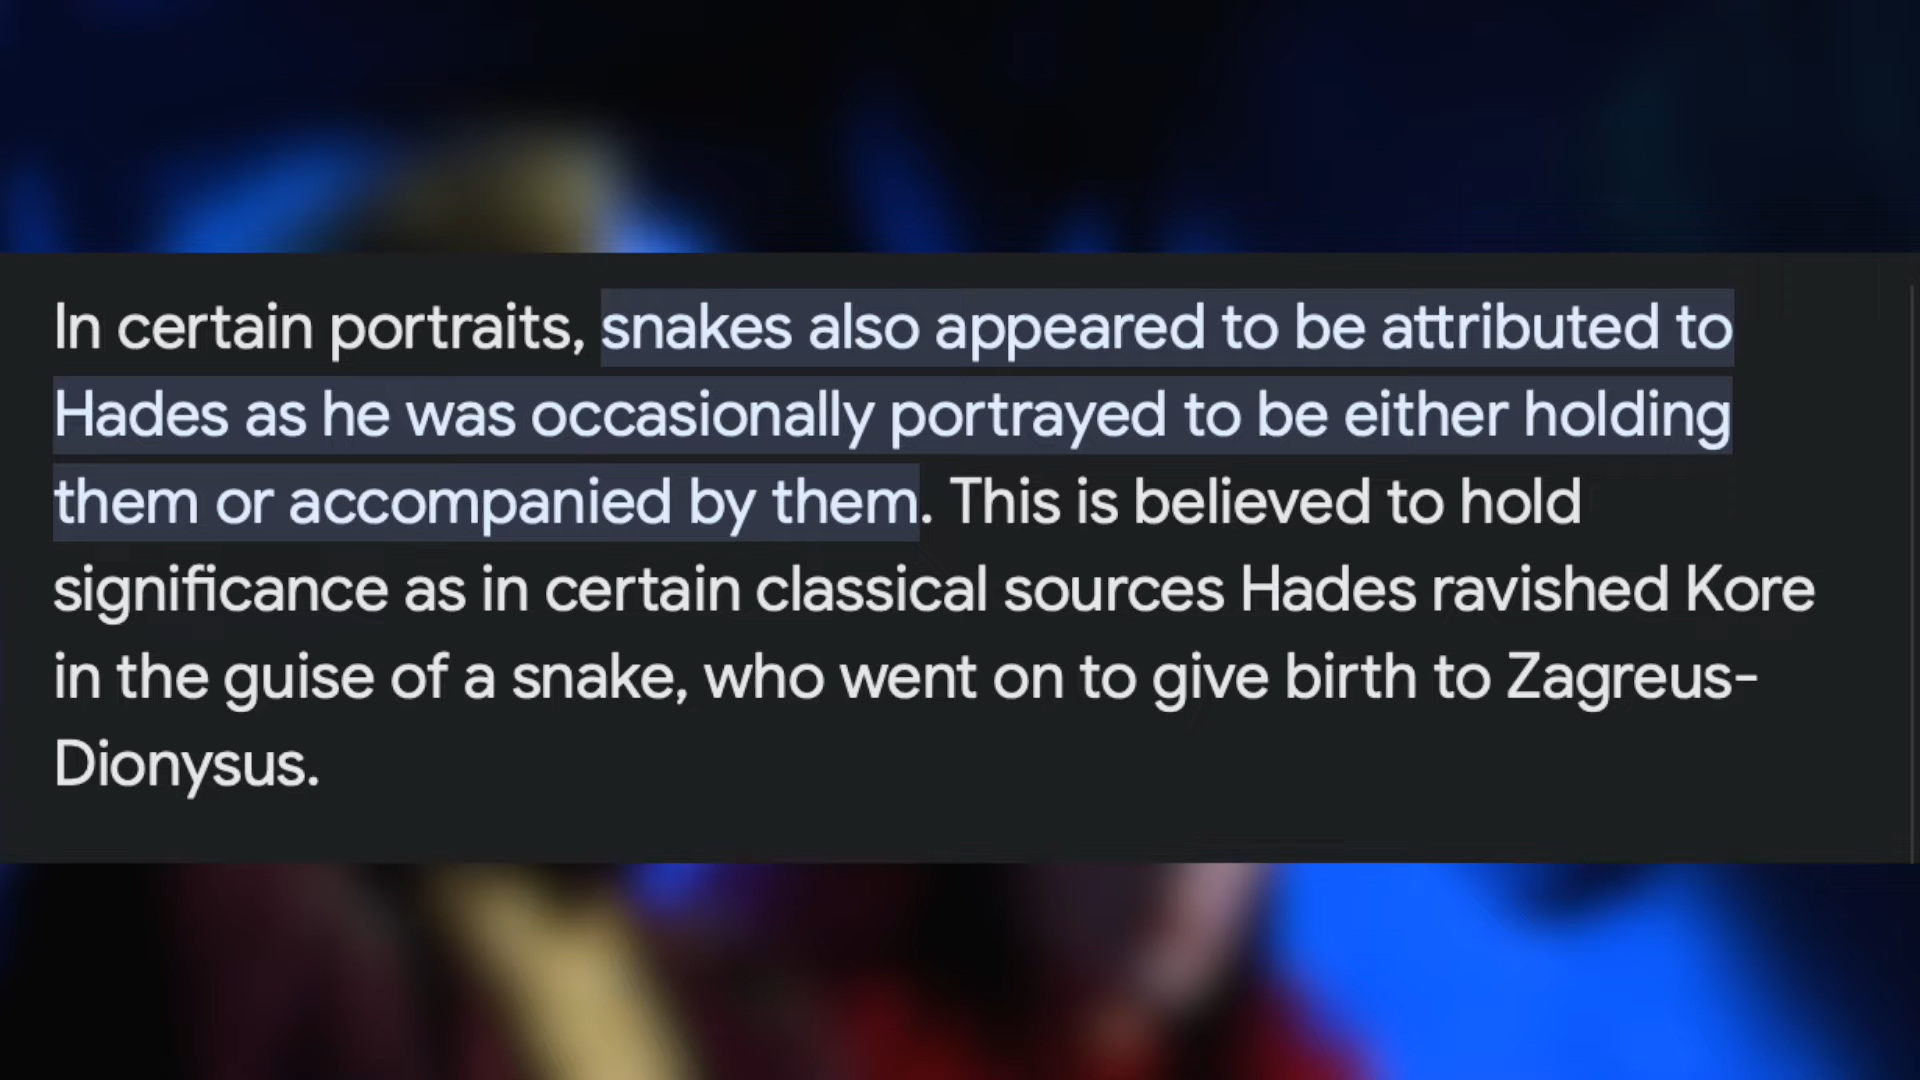 In certain portraits, snakes also appeared to be attributed to
Hades as he was occasionally portrayed to be either holding
them or accompanied by them. This is believed to hold
significance as in certain classical sources Hades ravished Kore
in the guise of a snake, who went on to give birth to Zagreus-
Dionysus.